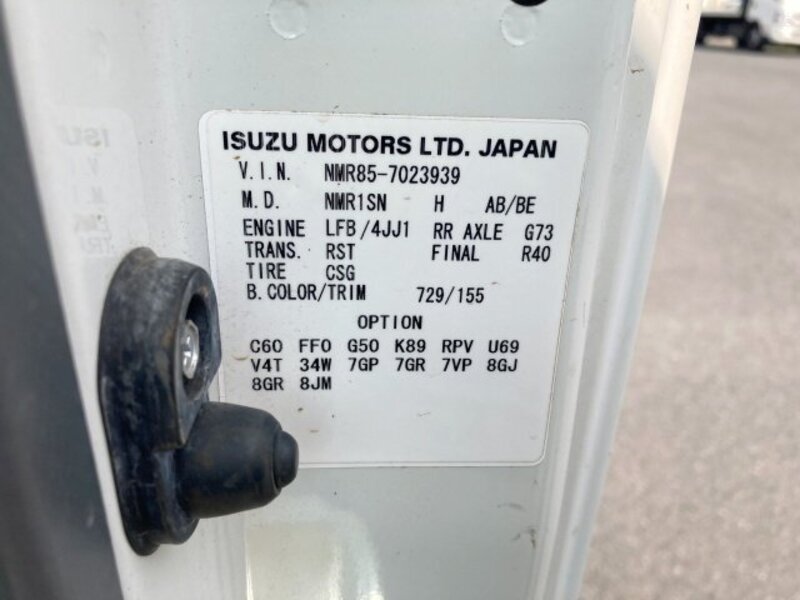 ISUZU MOTORS LTD. JAPAN
V.I.N. NMR85-7023939
M.D. NMR1SN H AB/BE
ENGINE LFB/4JJ1 RR AXLE G73
TRANS. RST FINAL R40
TIRE CSG
B.COLOR/TRIM 729/155
OPTION
C60 FF0 G50 K89 RPV U69
V4T 34W 7GP 7GR 7VP 8GJ
8GR 8JM